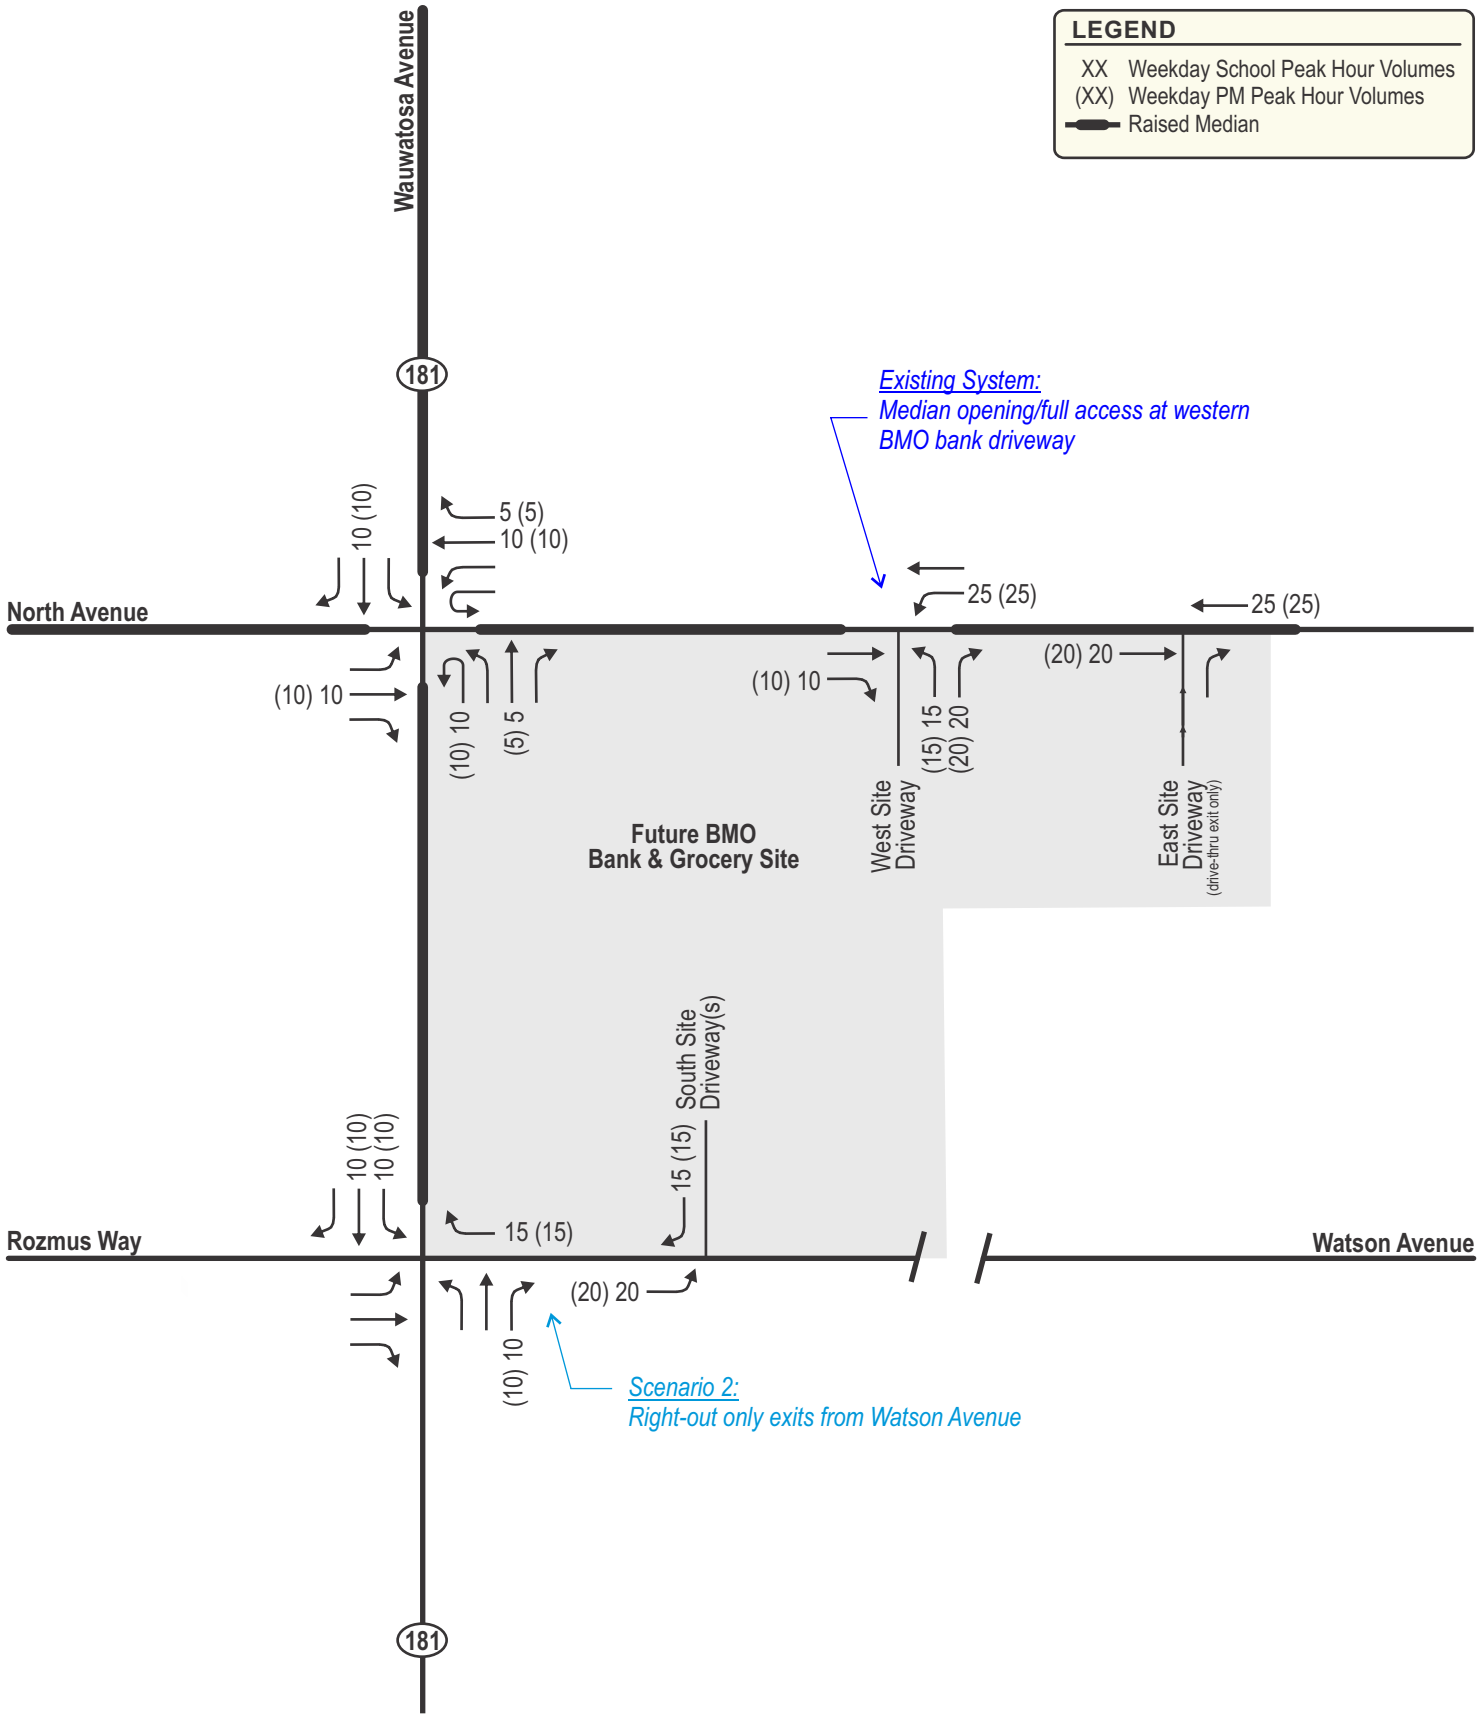 LEGEND
XX Weekday School Peak Hour Volumes
(XX) Weekday PM Peak Hour Volumes
Raised Median
Wauwatosa Avenue
181
Existing System:
Median opening/full access at western
BMO bank driveway
10 (10)
5 (5)
10 (10)
25 (25)
25 (25)
North Avenue
(10) 10
(10) 10
(5) 5
(10) 10
(15) 15
(20) 20
(20) 20
West Site
Driveway
East Site
Driveway
(drive-thru exit only)
Future BMO
Bank & Grocery Site
South Site
Driveway(s)
10 (10)
10 (10)
15 (15)
15 (15)
Rozmus Way
Watson Avenue
(20) 20
(10) 10
Scenario 2:
Right-out only exits from Watson Avenue
181